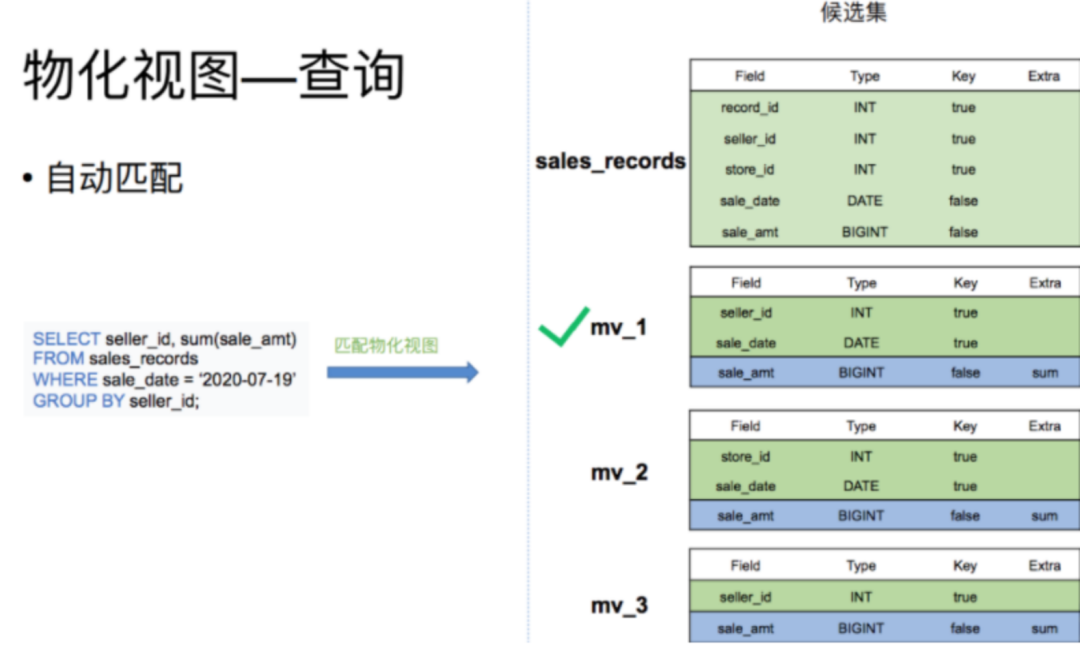 物化视图—查询
• 自动匹配
SELECT seller_id, sum(sale_amt)
FROM sales_records
WHERE sale_date = '2020-07-19'
GROUP BY seller_id;
匹配物化视图
候选集
sales_records
Field Type Key Extra
record_id INT true
seller_id INT true
store_id INT true
sale_date DATE false
sale_amt BIGINT false
mv_1
Field Type Key Extra
seller_id INT true
sale_date DATE true
sale_amt BIGINT false sum
mv_2
Field Type Key Extra
store_id INT true
sale_date DATE true
sale_amt BIGINT false sum
mv_3
Field Type Key Extra
seller_id INT true
sale_amt BIGINT false sum